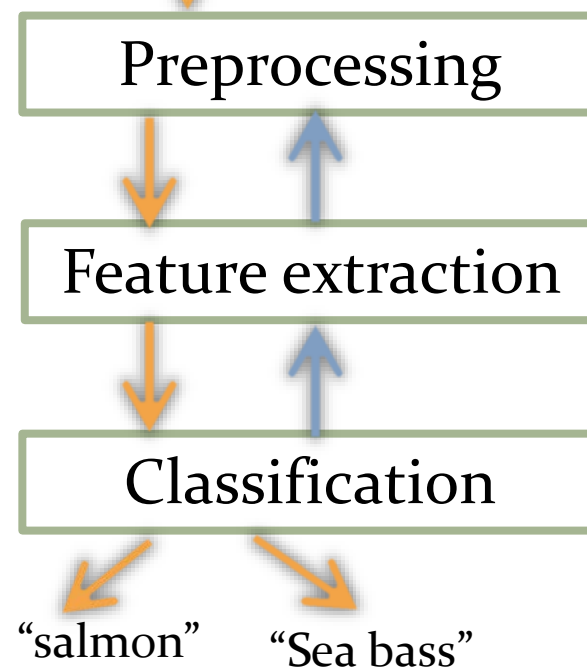 Preprocessing
Feature extraction
Classification
“salmon” “Sea bass”